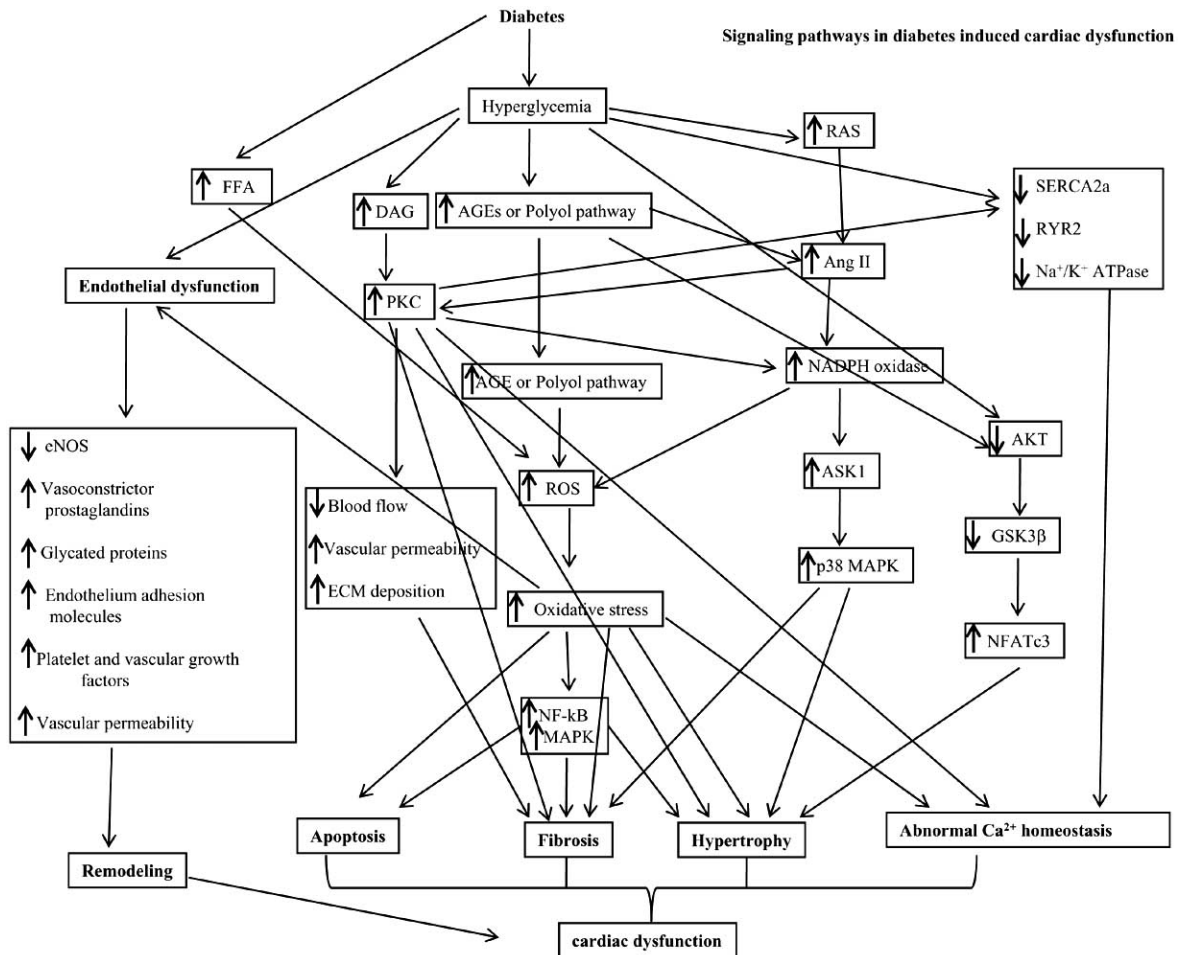 Diabetes
Signaling pathways in diabetes induced cardiac dysfunction
Hyperglycemia
↑ RAS
↑ FFA
↑ DAG
↑ AGEs or Polyol pathway
↓ SERCA2a
↓ RYR2
↓ Na⁺/K⁺ ATPase
↑ Ang II
Endothelial dysfunction
↑ PKC
↑ NADPH oxidase
↑ AGE or Polyol pathway
↓ eNOS
↑ Vasoconstrictor
prostaglandins
↑ Glycated proteins
↑ Endothelium adhesion
molecules
↑ Platelet and vascular growth
factors
↑ Vascular permeability
↓ Blood flow
↑ Vascular permeability
↑ ECM deposition
↑ ROS
↑ ASK1
↓ AKT
↓ GSK3β
↑ p38 MAPK
↑ Oxidative stress
↑ NFATc3
↑ NF-kB
↑ MAPK
Apoptosis
Fibrosis
Hypertrophy
Abnormal Ca²⁺ homeostasis
Remodeling
cardiac dysfunction